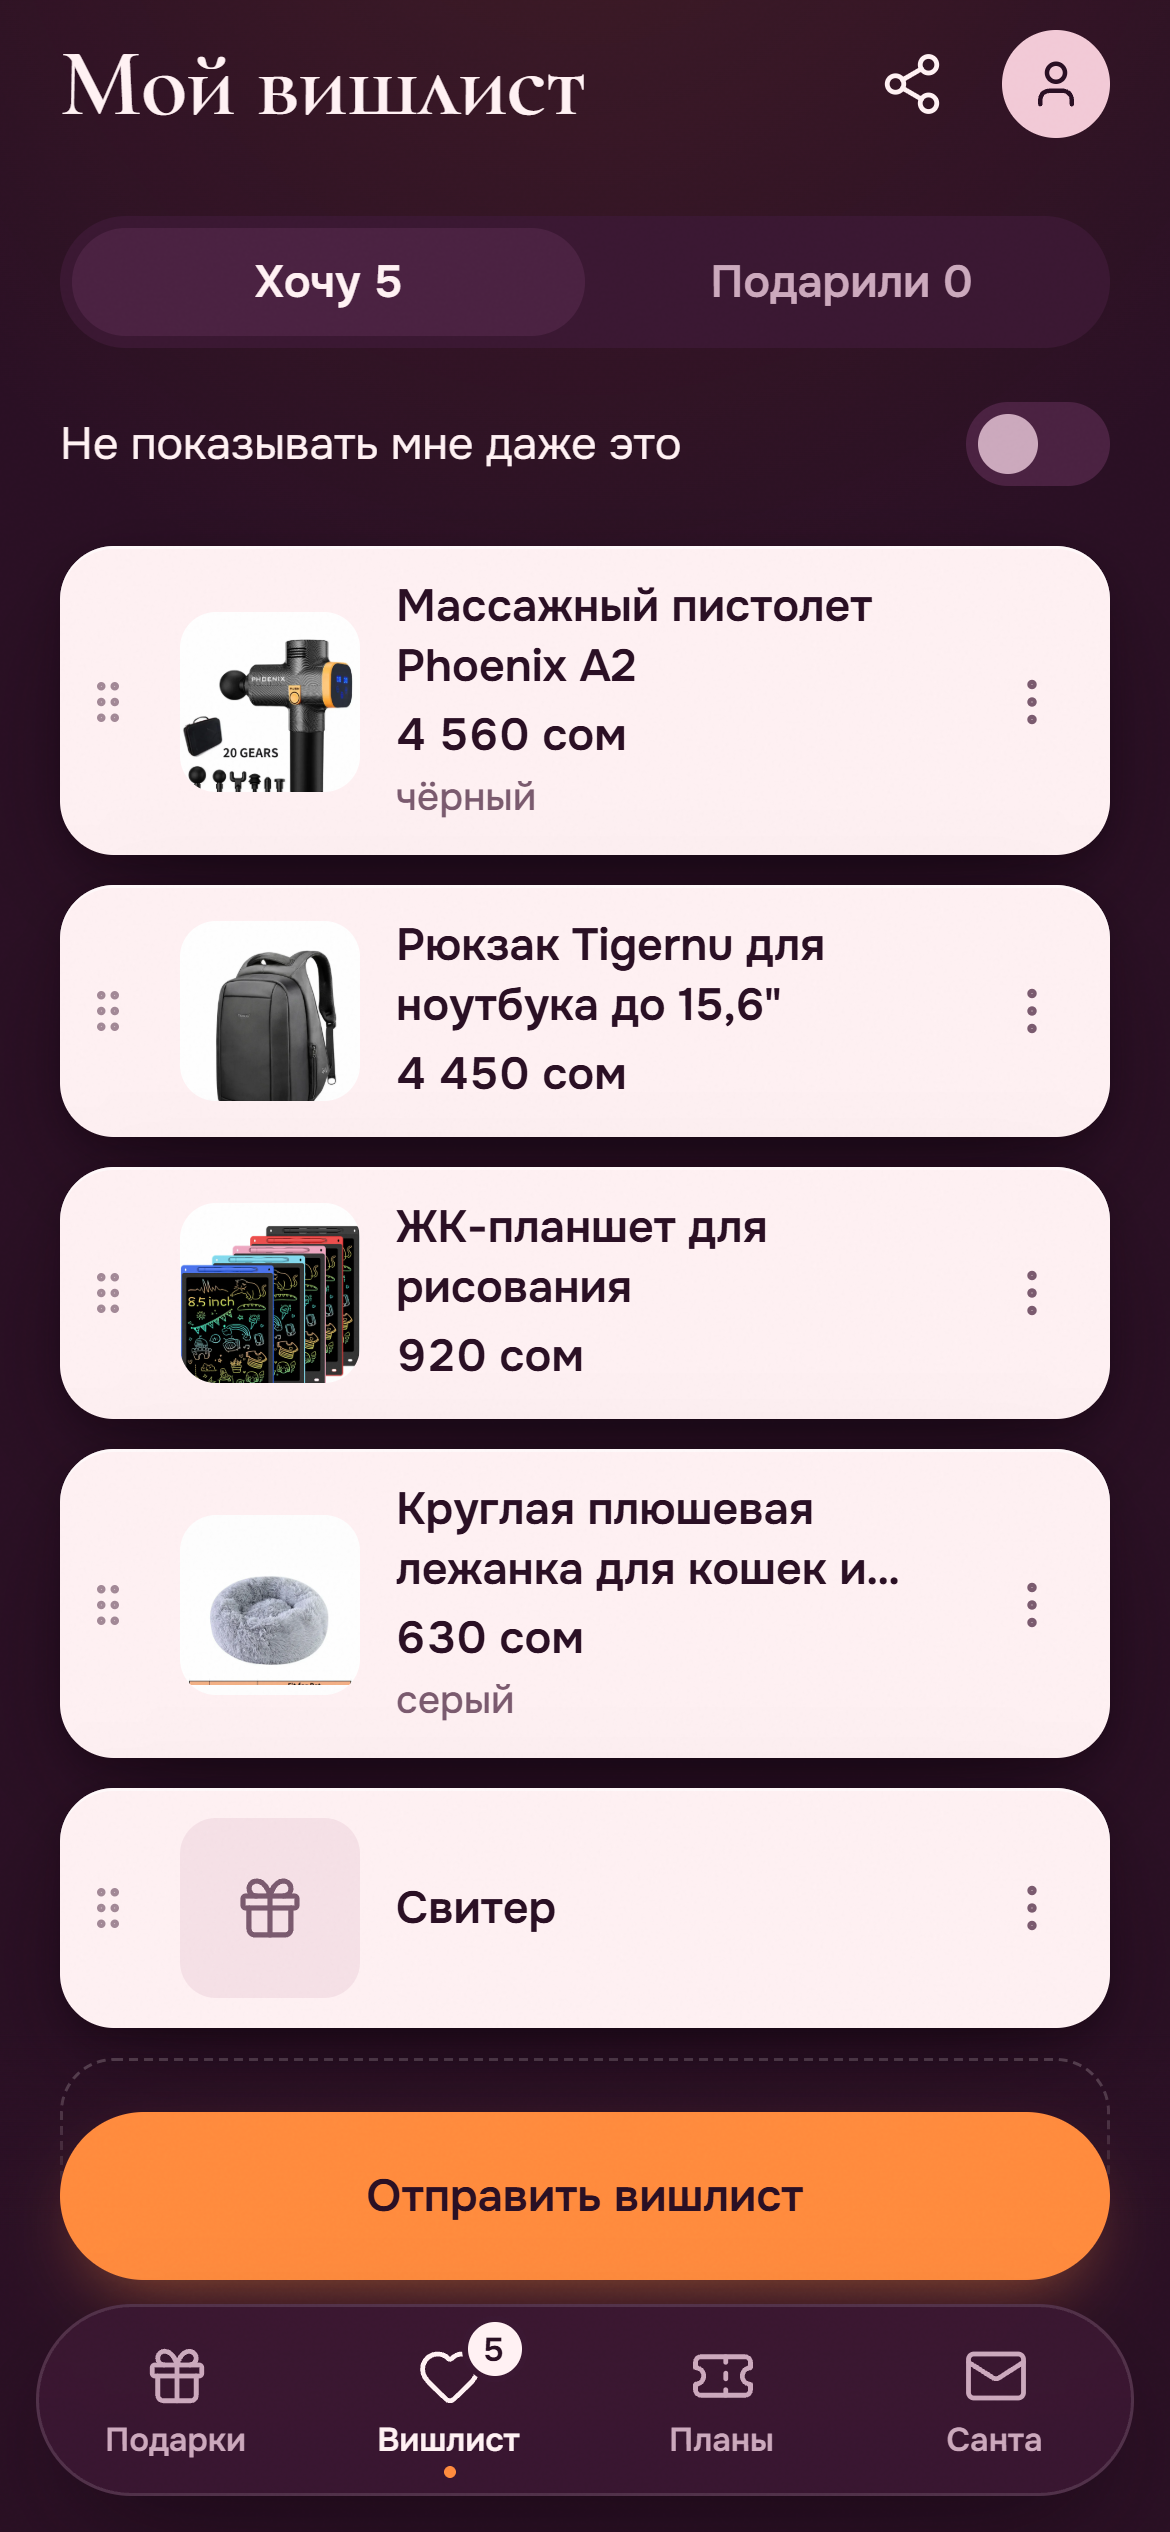 Мой вишлист
Хочу 5
Подарили 0
Не показывать мне даже это
PHOENIX
20 GEARS
Массажный пистолет
Phoenix A2
4 560 сом
чёрный
Рюкзак Tigernu для
ноутбука до 15,6"
4 450 сом
8.5 inch
ЖК-планшет для
рисования
920 сом
Круглая плюшевая
лежанка для кошек и...
630 сом
серый
Свитер
Отправить вишлист
5
Подарки
Вишлист
Планы
Санта